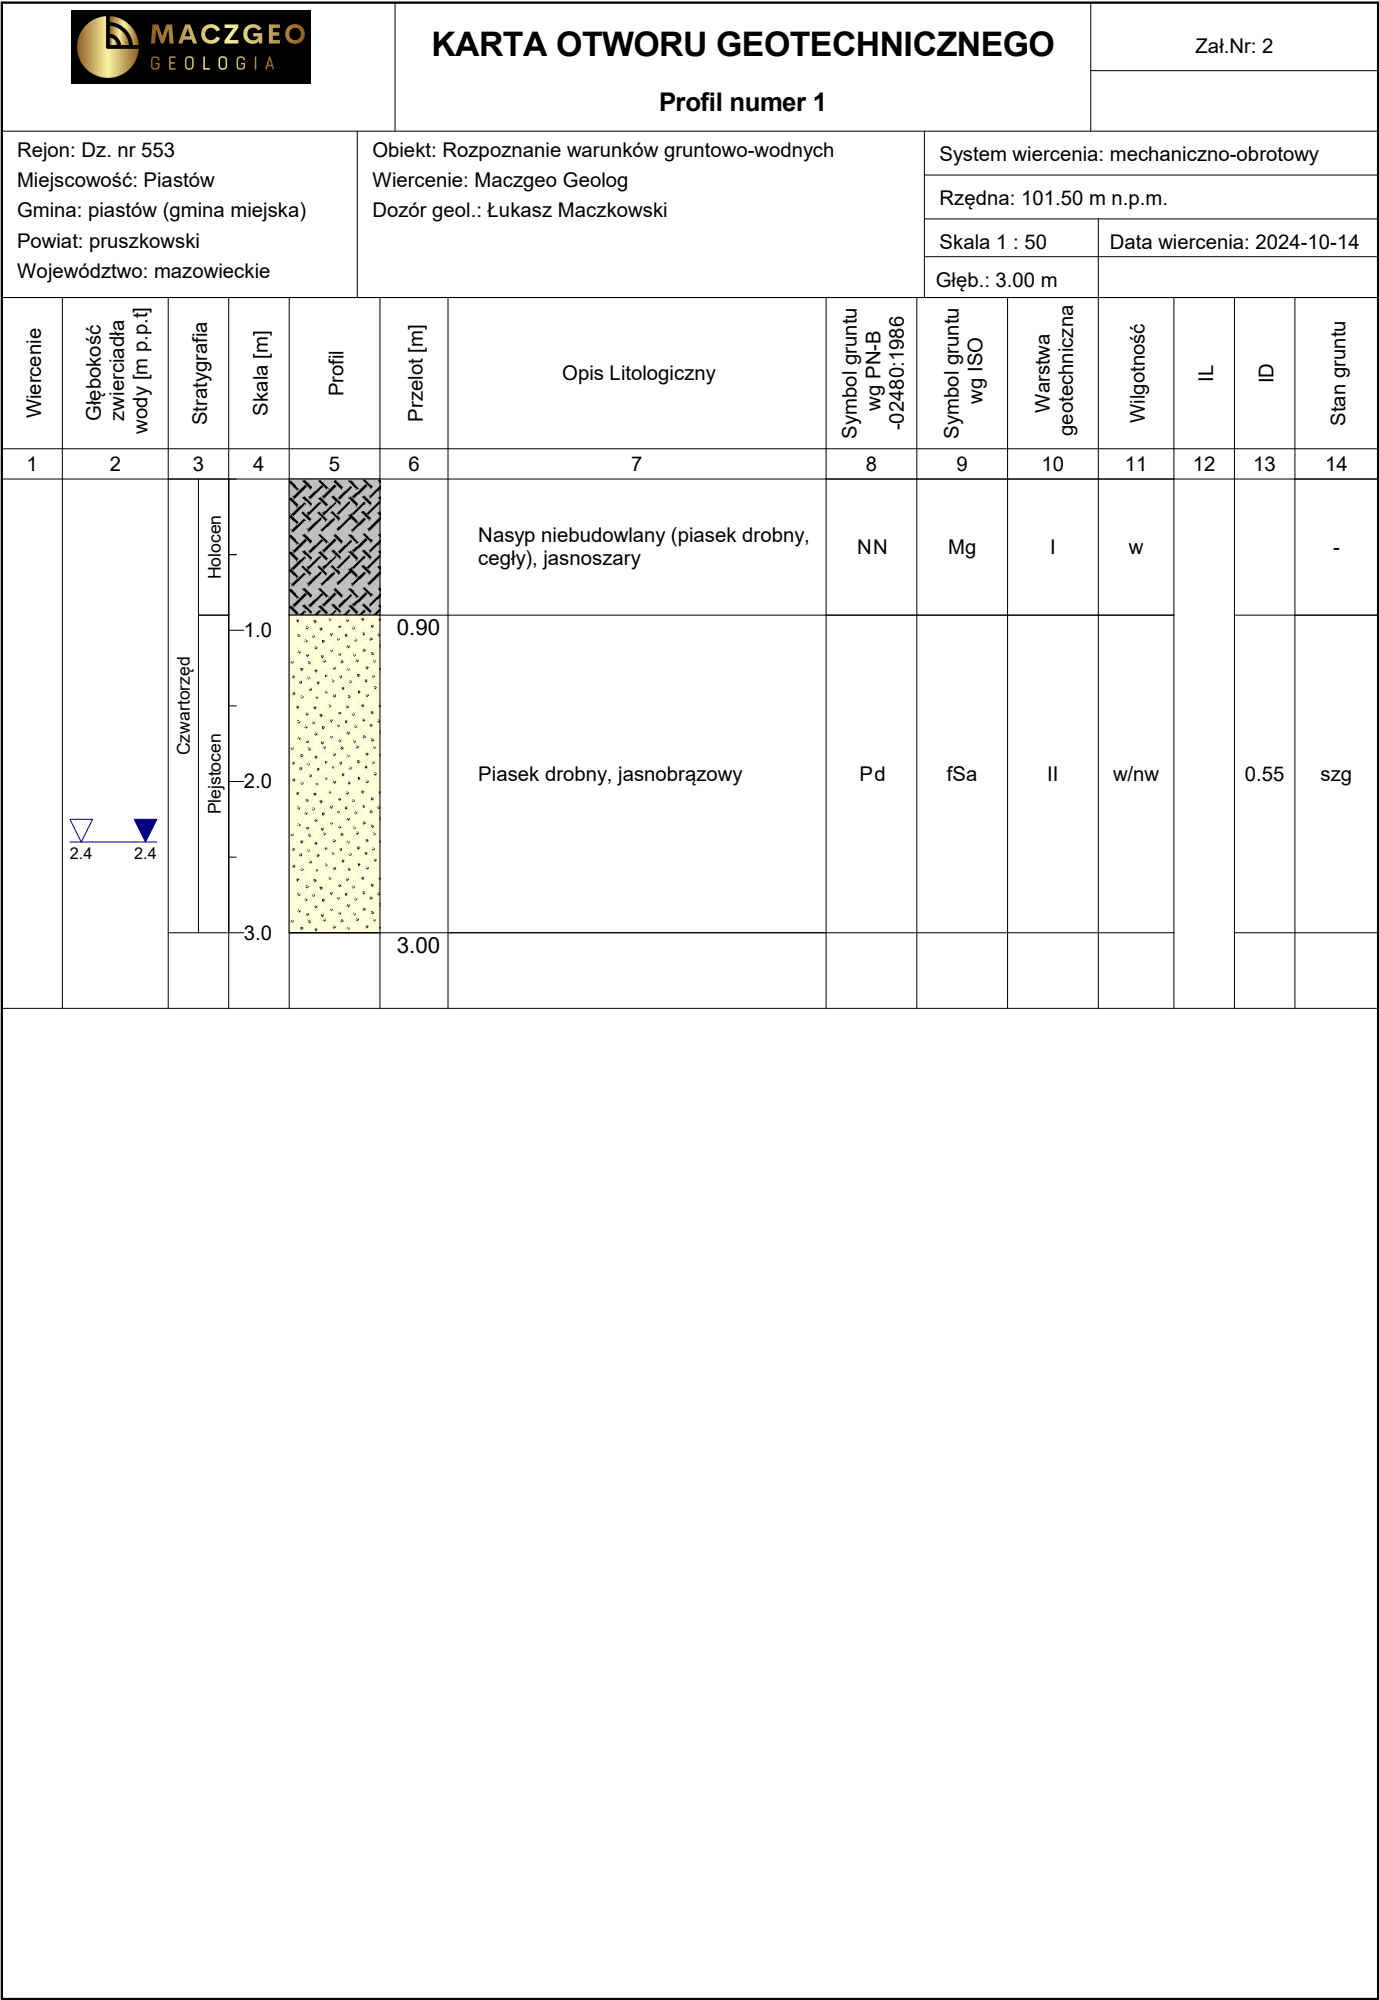 MACZGEO
GEOLOGIA
KARTA OTWORU GEOTECHNICZNEGO
Profil numer 1
Zał.Nr: 2
Rejon: Dz. nr 553
Miejscowość: Piastów
Gmina: piastów (gmina miejska)
Powiat: pruszkowski
Województwo: mazowieckie
Obiekt: Rozpoznanie warunków gruntowo-wodnych
Wiercenie: Maczgeo Geolog
Dozór geol.: Łukasz Maczkowski
System wiercenia: mechaniczno-obrotowy
Rzędna: 101.50 m n.p.m.
Skala 1 : 50
Data wiercenia: 2024-10-14
Głęb.: 3.00 m
Wiercenie
Głębokość
zwierciadła
wody [m p.p.t]
Stratygrafia
Skala [m]
Profil
Przelot [m]
Opis Litologiczny
Symbol gruntu
wg PN-B
-02480:1986
Symbol gruntu
wg ISO
Warstwa
geotechniczna
Wilgotność
IL
ID
Stan gruntu
1 2 3 4 5 6 7 8 9 10 11 12 13 14
Czwartorzęd
Holocen
Nasyp niebudowlany (piasek drobny,
cegły), jasnoszary
NN Mg I w -
1.0
0.90
Plejstocen
2.0
Piasek drobny, jasnobrązowy
Pd fSa II w/nw 0.55 szg
2.4 2.4
3.0
3.00